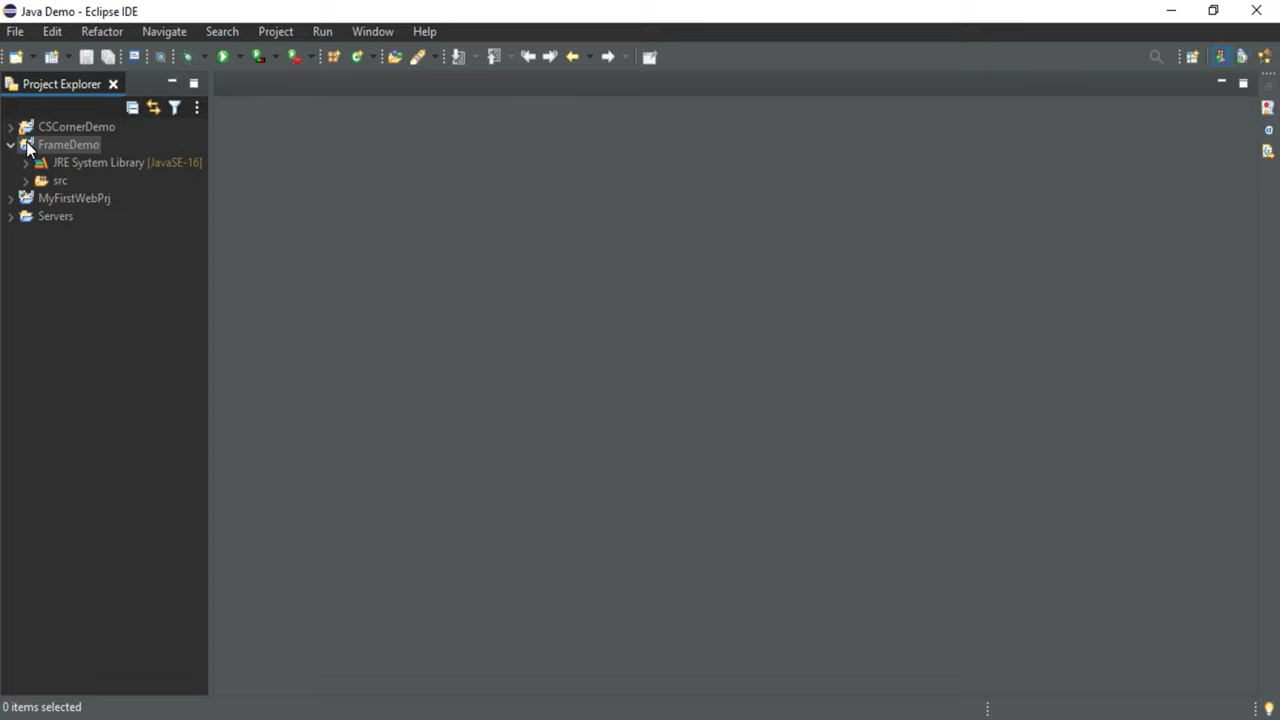 Java Demo - Eclipse IDE
File Edit Refactor Navigate Search Project Run Window Help
Project Explorer
CSCornerDemo
FrameDemo
JRE System Library [JavaSE-16]
src
MyFirstWebPrj
Servers
0 items selected